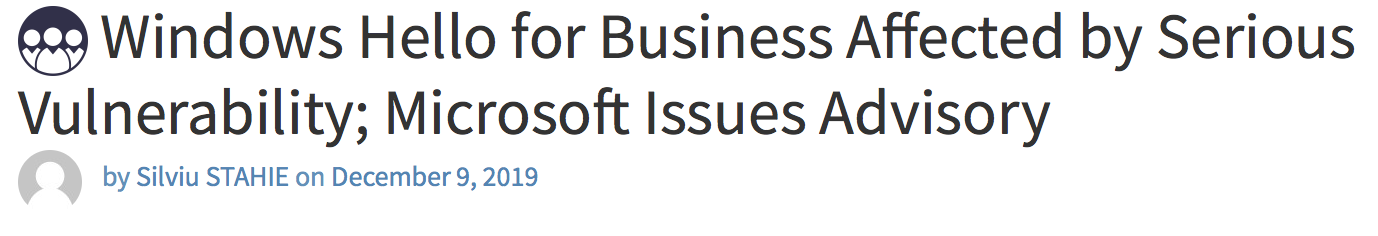 Windows Hello for Business Affected by Serious
Vulnerability; Microsoft Issues Advisory
by Silviu STAHIE on December 9, 2019